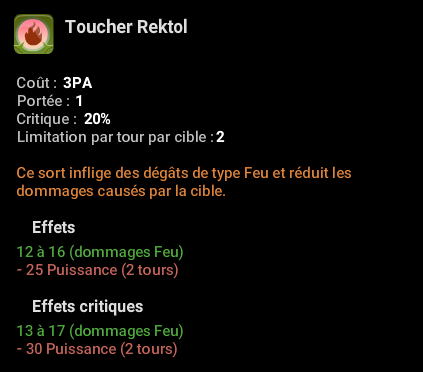 Toucher Rektol
Coût : 3PA
Portée : 1
Critique : 20%
Limitation par tour par cible : 2
Ce sort inflige des dégâts de type Feu et réduit les
dommages causés par la cible.
Effets
12 à 16 (dommages Feu)
- 25 Puissance (2 tours)
Effets critiques
13 à 17 (dommages Feu)
- 30 Puissance (2 tours)